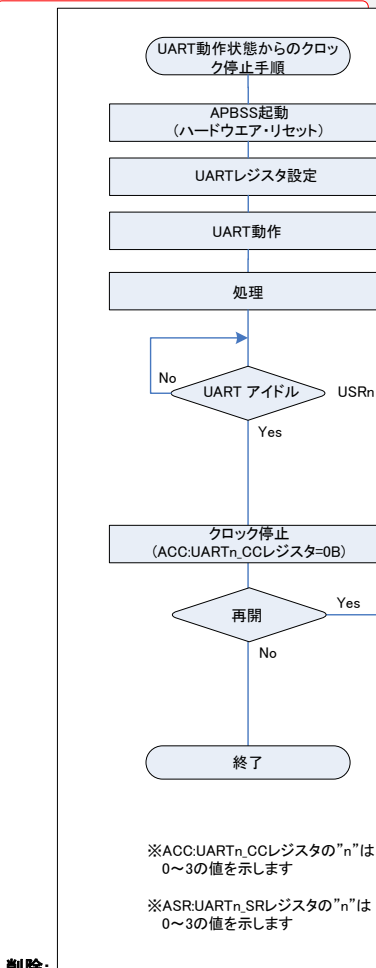 UART動作状態からのクロッ
ク停止手順
APBSS起動
(ハードウエア・リセット)
UARTレジスタ設定
UART動作
処理
No
UART アイドル
USRn
Yes
クロック停止
(ACC:UARTn_CCレジスタ=0B)
再開
Yes
No
終了
※ACC:UARTn_CCレジスタの"n"は
0～3の値を示します
※ASR:UARTn_SRレジスタの"n"は
0～3の値を示します
削除: